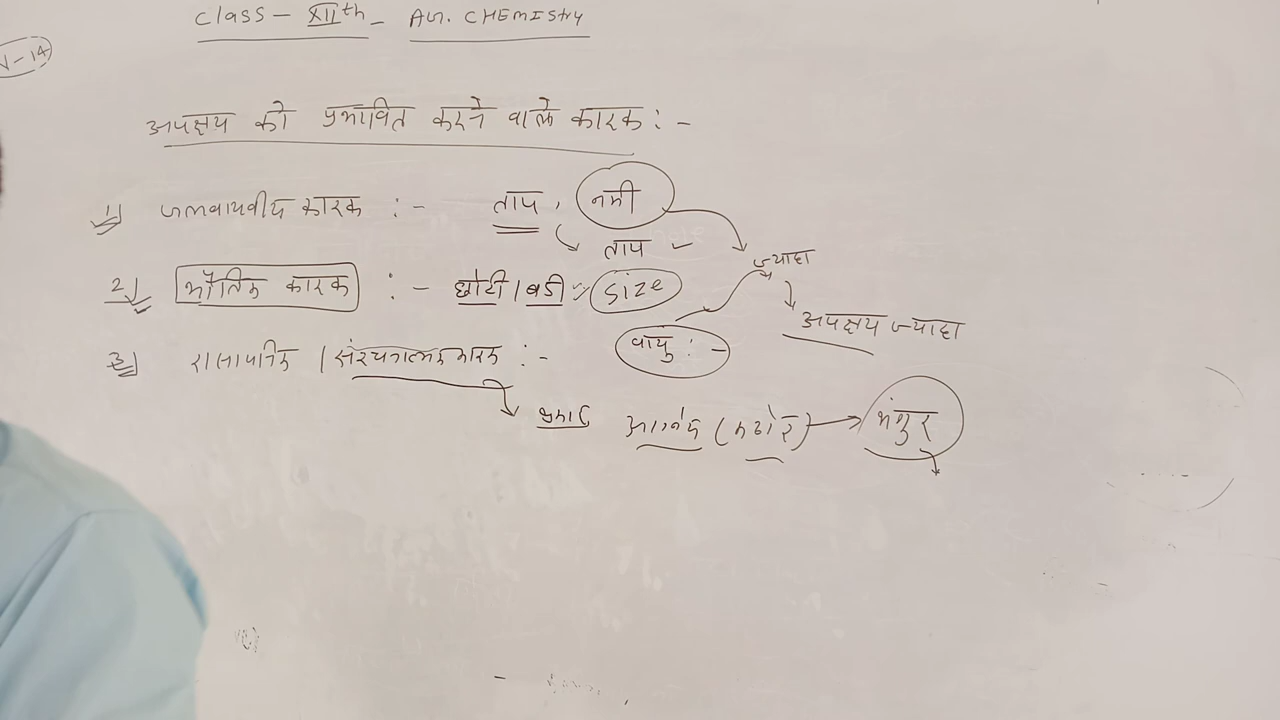 Class - XIIth - AG. CHEMIStry
V-14
अपक्षय को प्रभावित करने वाले कारक : -
1) जलवायवीय कारक : - ताप , नमी
ताप ✓ ज्यादा
2) भौतिक कारक : - छोटी / बडी size
अपक्षय ज्यादा
3) रासायनिक / संरचनात्मक कारक : - वायु : -
(कठोर) → भंगुर